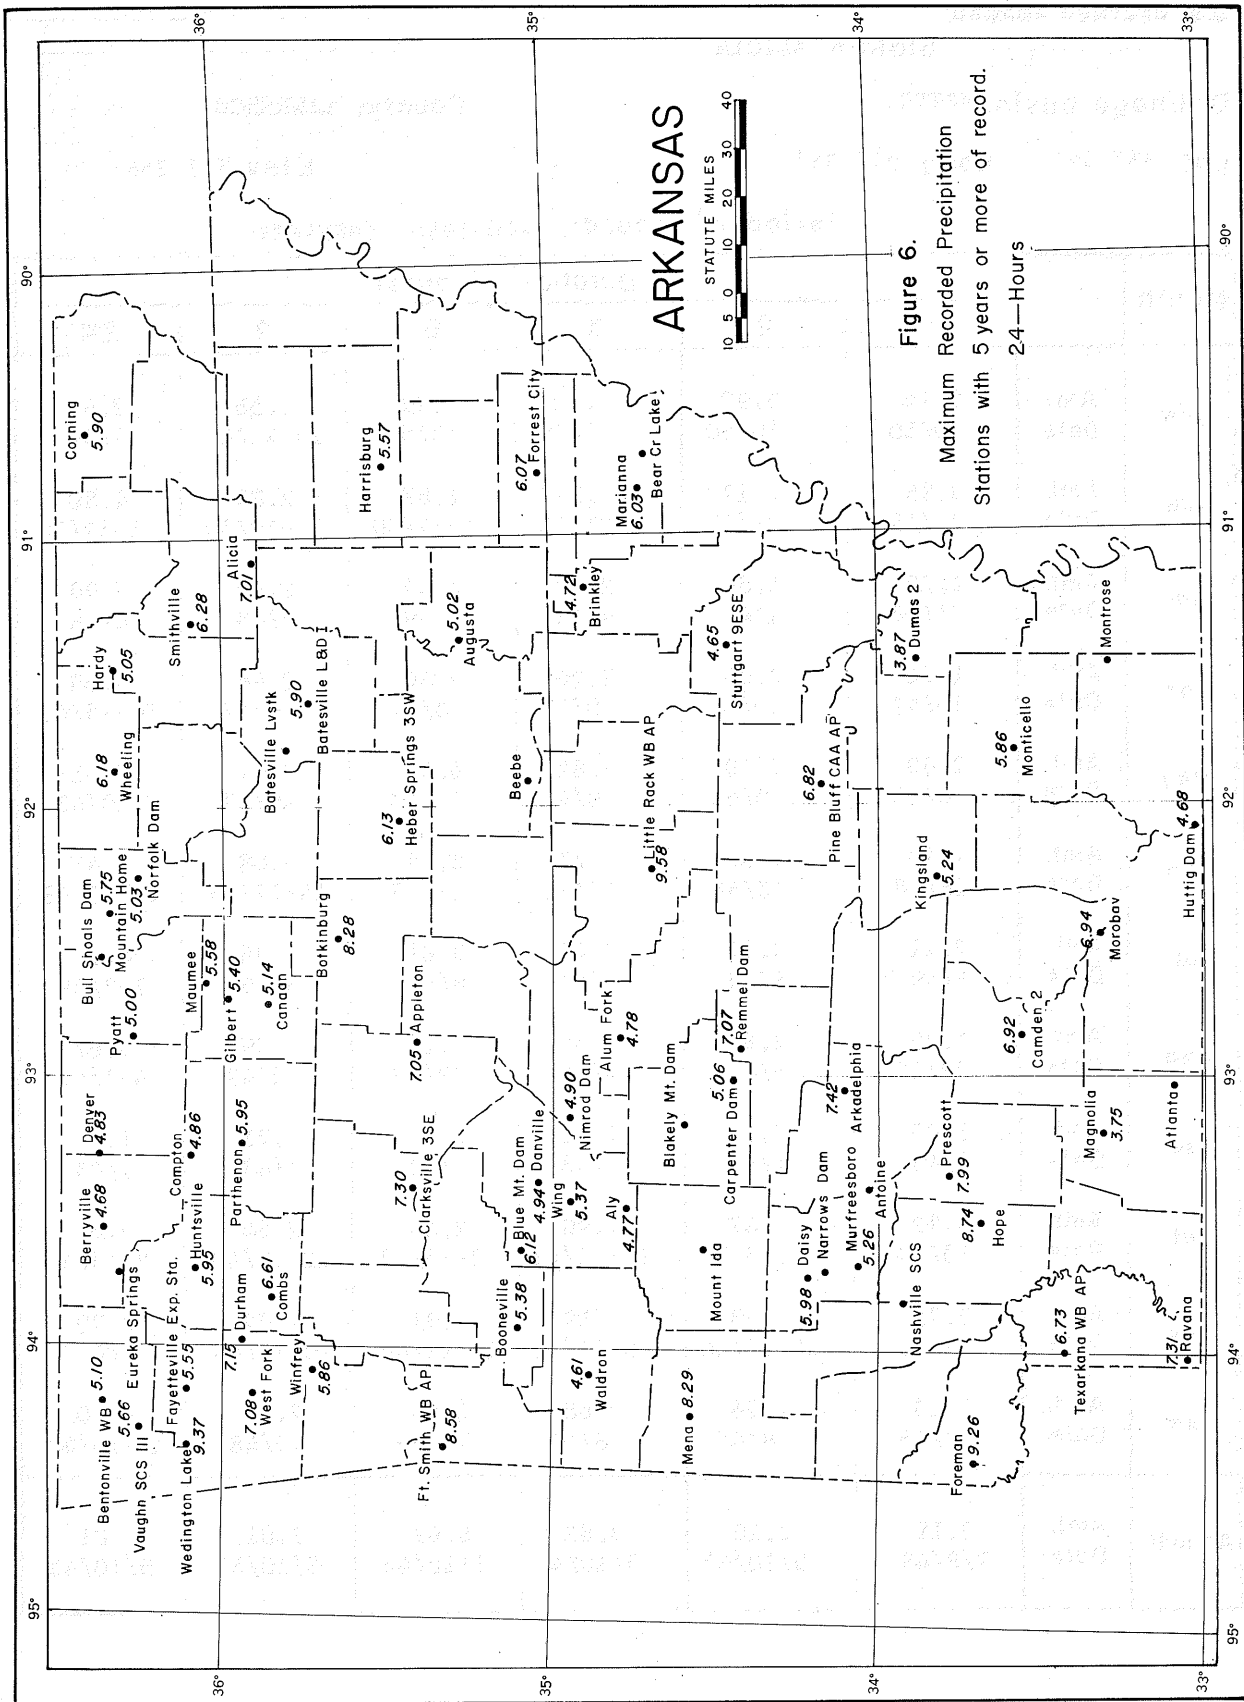 ARKANSAS
STATUTE MILES
10 5 0 10 20 30 40
Figure 6.
Maximum Recorded Precipitation
Stations with 5 years or more of record.
24—Hours
95°
94°
93°
92°
91°
90°
36°
35°
34°
33°
36°
35°
34°
33°
95°
94°
93°
92°
91°
90°
Bentonville WB
5.10
Vaughn SCS III
5.66
Eureka Springs
Wedington Lake
9.37
Fayetteville Exp. Sta.
5.55
Berryville
4.68
Denver
4.83
Compton
4.86
Huntsville
5.95
Parthenon
5.95
Durham
7.15
West Fork
7.08
Combs
6.61
Winfrey
5.86
Pyatt
5.00
Bull Shoals Dam
Mountain Home
5.75
Norfolk Dam
5.03
Maumee
5.58
Gilbert
5.40
Canaan
5.14
Botkinburg
8.28
Wheeling
6.18
Hardy
5.05
Smithville
6.28
Alicia
7.01
Corning
5.90
Batesville Lvstk
Batesville L&D I
5.90
Harrisburg
5.57
Forrest City
6.07
Augusta
5.02
Heber Springs 3SW
6.13
Beebe
Appleton
7.05
Clarksville 3SE
7.30
Ft. Smith WB AP
8.58
Booneville
5.38
Blue Mt. Dam
6.12
Danville
4.94
Wing
5.37
Nimrod Dam
4.90
Aly
4.77
Alum Fork
4.78
Waldron
4.61
Mena
8.29
Mount Ida
Blakely Mt. Dam
Carpenter Dam
5.06
Remmel Dam
7.07
Little Rack WB AP
9.58
Brinkley
4.72
Marianna
6.03
Bear Cr Lake
Stuttgart 9ESE
4.65
Pine Bluff CAA AP
6.82
Dumas 2
3.87
Daisy
5.98
Narrows Dam
Murfreesboro
5.26
Antoine
Arkadelphia
7.42
Nashville SCS
Prescott
7.99
Hope
8.74
Foreman
9.26
Texarkana WB AP
6.73
Ravana
7.31
Magnolia
3.75
Atlanta
Camden 2
6.92
Kingsland
5.24
Morobay
6.94
Monticello
5.86
Montrose
Huttig Dam
4.68